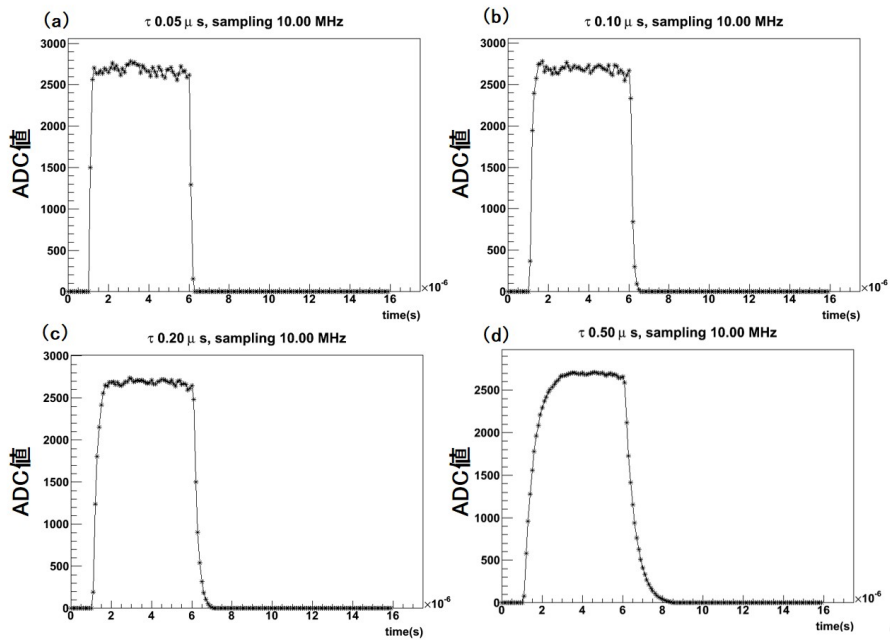 (a)
τ 0.05 μ s, sampling 10.00 MHz
ADC値
3000
2500
2000
1500
1000
500
0
0 2 4 6 8 10 12 14 16
×10⁻⁶
time(s)
(b)
τ 0.10 μ s, sampling 10.00 MHz
ADC値
3000
2500
2000
1500
1000
500
0
0 2 4 6 8 10 12 14 16
×10⁻⁶
time(s)
(c)
τ 0.20 μ s, sampling 10.00 MHz
ADC値
3000
2500
2000
1500
1000
500
0
0 2 4 6 8 10 12 14 16
×10⁻⁶
time(s)
(d)
τ 0.50 μ s, sampling 10.00 MHz
ADC値
2500
2000
1500
1000
500
0
0 2 4 6 8 10 12 14 16
×10⁻⁶
time(s)